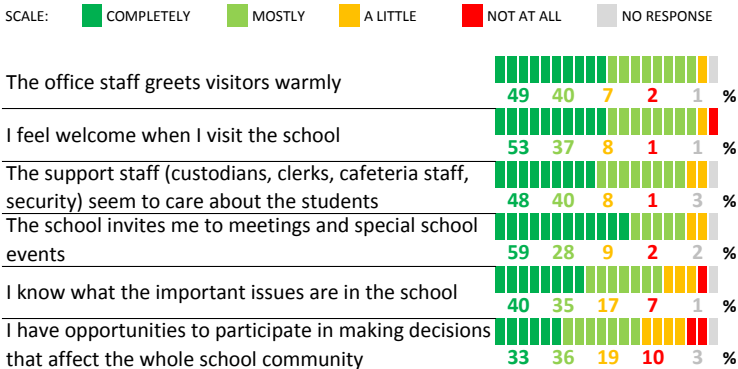 SCALE: COMPLETELY MOSTLY A LITTLE NOT AT ALL NO RESPONSE
The office staff greets visitors warmly
49 40 7 2 1 %
I feel welcome when I visit the school
53 37 8 1 1 %
The support staff (custodians, clerks, cafeteria staff,
security) seem to care about the students
48 40 8 1 3 %
The school invites me to meetings and special school
events
59 28 9 2 2 %
I know what the important issues are in the school
40 35 17 7 1 %
I have opportunities to participate in making decisions
that affect the whole school community
33 36 19 10 3 %